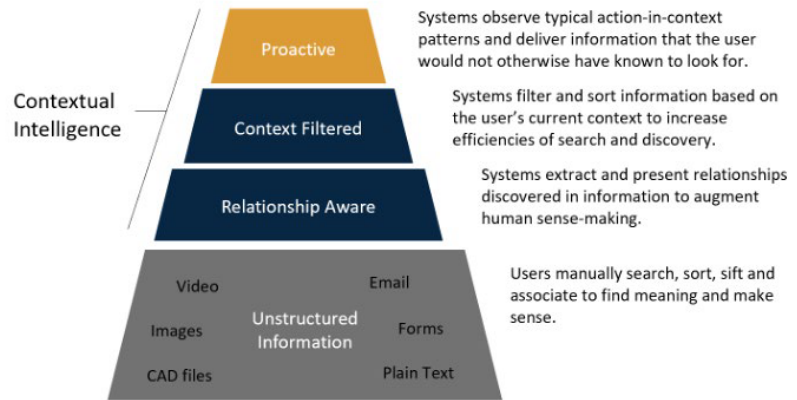 Proactive
Systems observe typical action-in-context
patterns and deliver information that the user
would not otherwise have known to look for.
Contextual
Intelligence
Context Filtered
Systems filter and sort information based on
the user's current context to increase
efficiencies of search and discovery.
Relationship Aware
Systems extract and present relationships
discovered in information to augment
human sense-making.
Video
Email
Images
Unstructured
Information
Forms
CAD files
Plain Text
Users manually search, sort, sift and
associate to find meaning and make
sense.